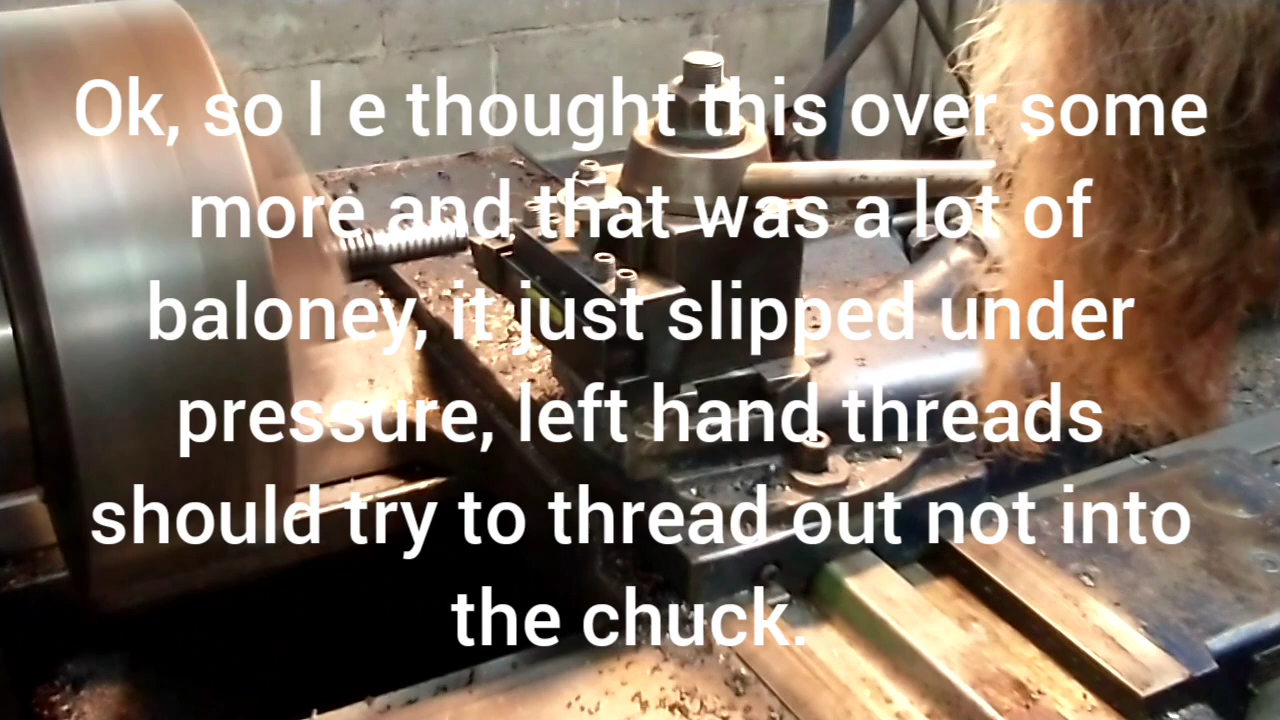 Ok, so I e thought this over some
more and that was a lot of
baloney, it just slipped under
pressure, left hand threads
should try to thread out not into
the chuck.